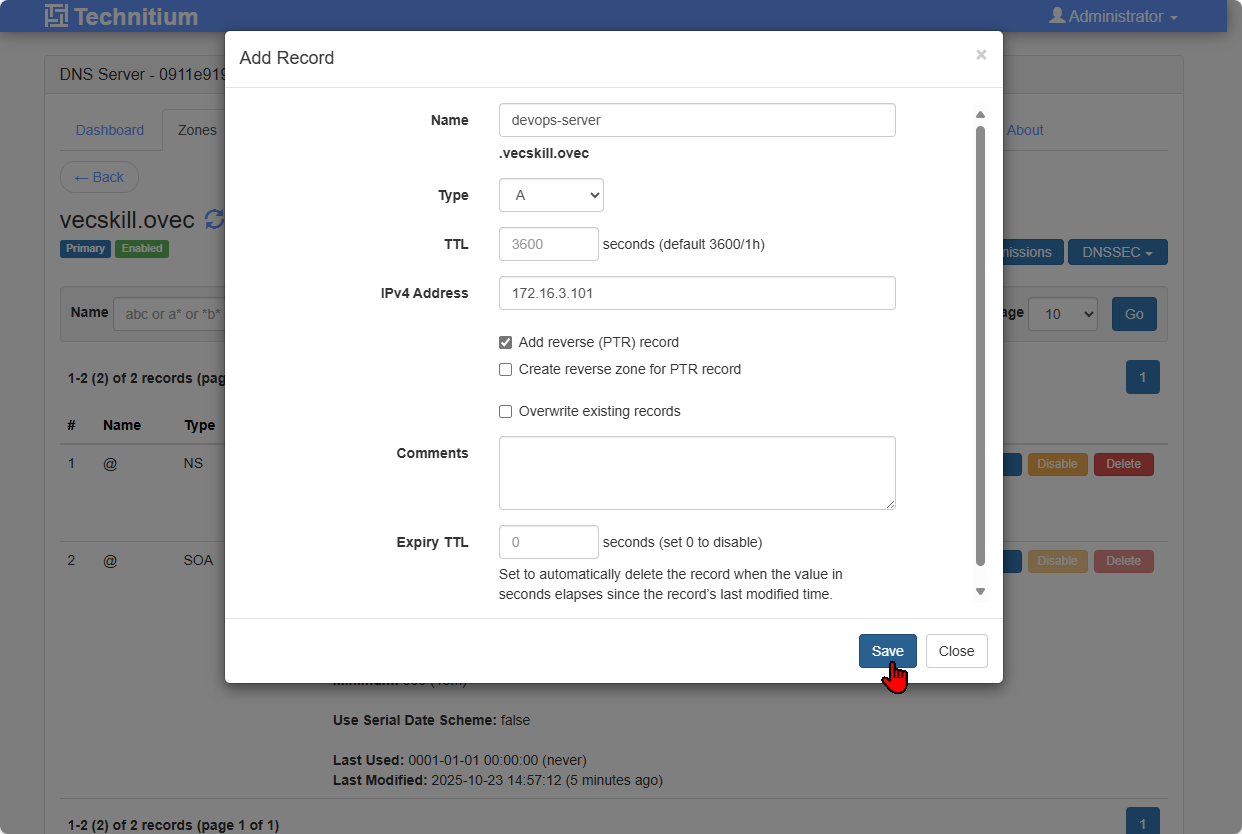 Technitium
Administrator
Add Record
×
DNS Server - 0911e919
Dashboard
Zones
About
← Back
vecskill.ovec
Primary
Enabled
DNSSEC
Name
abc or a* or *b*
10
Go
1-2 (2) of 2 records (pag
1
# Name Type
1 @ NS
Disable
Delete
2 @ SOA
Disable
Delete
Name
devops-server
.vecskill.ovec
Type
A
TTL
3600
seconds (default 3600/1h)
IPv4 Address
172.16.3.101
Add reverse (PTR) record
Create reverse zone for PTR record
Overwrite existing records
Comments
Expiry TTL
0
seconds (set 0 to disable)
Set to automatically delete the record when the value in
seconds elapses since the record's last modified time.
Save
Close
Use Serial Date Scheme: false
Last Used: 0001-01-01 00:00:00 (never)
Last Modified: 2025-10-23 14:57:12 (5 minutes ago)
1-2 (2) of 2 records (page 1 of 1)
1